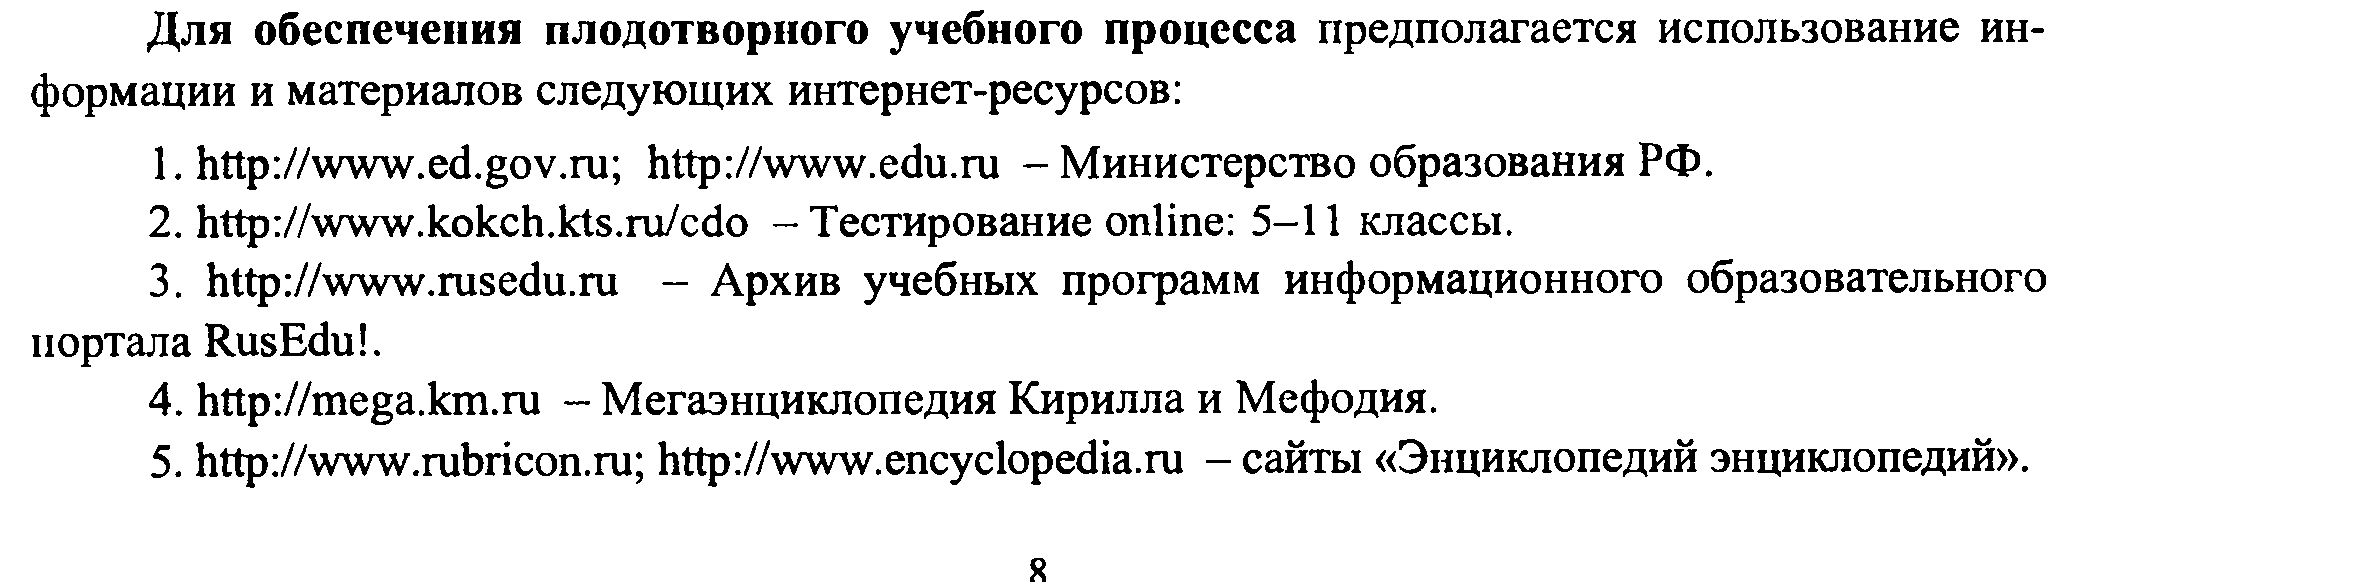 Для обеспечения плодотворного учебного процесса предполагается использование ин-
формации и материалов следующих интернет-ресурсов:
1. http://www.ed.gov.ru; http://www.edu.ru – Министерство образования РФ.
2. http://www.kokch.kts.ru/cdo – Тестирование online: 5–11 классы.
3. http://www.rusedu.ru – Архив учебных программ информационного образовательного
портала RusEdu!.
4. http://mega.km.ru – Мегаэнциклопедия Кирилла и Мефодия.
5. http://www.rubricon.ru; http://www.encyclopedia.ru – сайты «Энциклопедий энциклопедий».
8